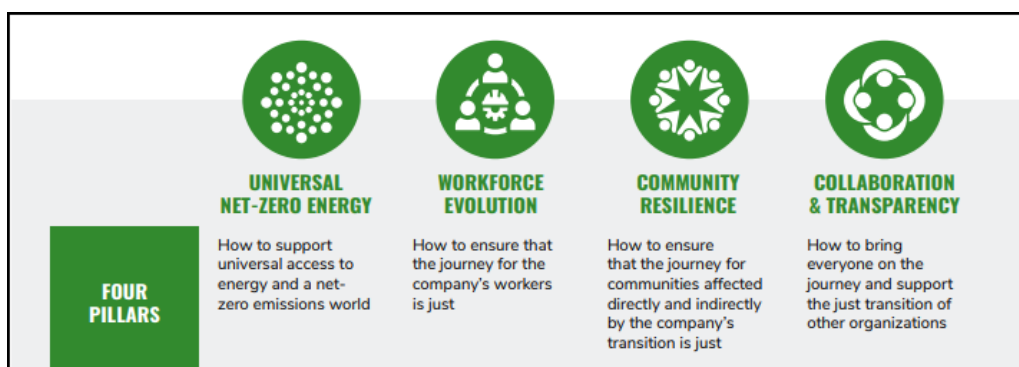 UNIVERSAL
NET-ZERO ENERGY
WORKFORCE
EVOLUTION
COMMUNITY
RESILIENCE
COLLABORATION
& TRANSPARENCY
FOUR
PILLARS
How to support
universal access to
energy and a net-
zero emissions world
How to ensure that
the journey for the
company's workers
is just
How to ensure
that the journey for
communities affected
directly and indirectly
by the company's
transition is just
How to bring
everyone on the
journey and support
the just transition of
other organizations